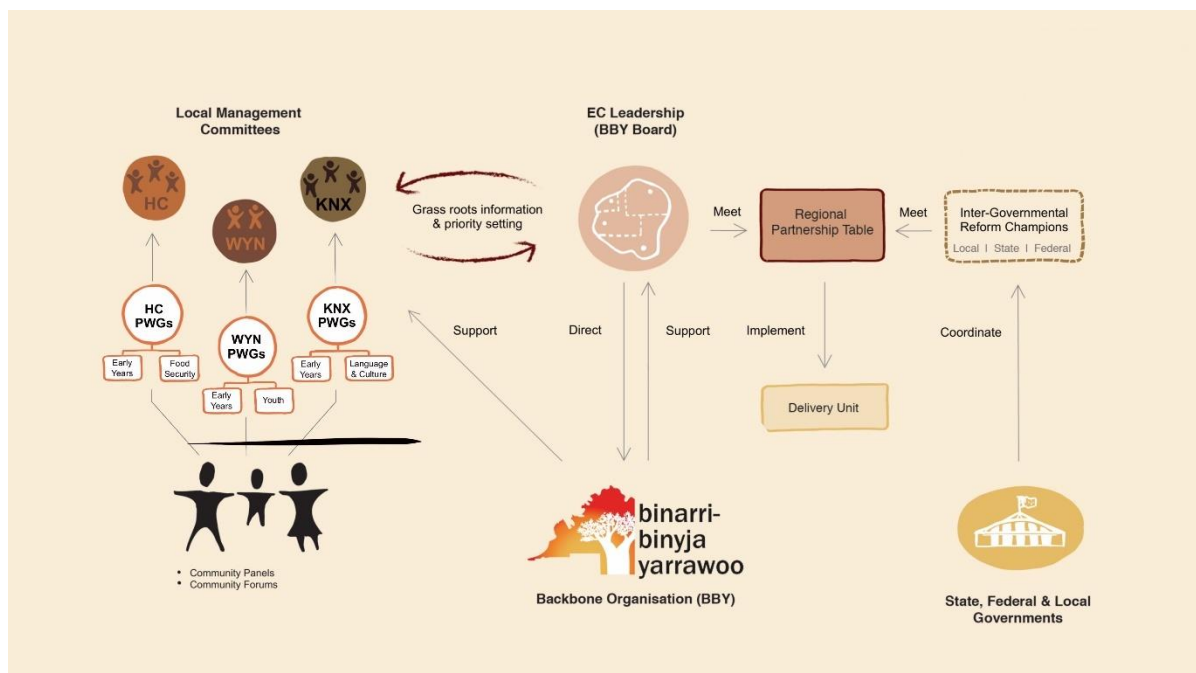 Local Management
Committees
HC
WYN
KNX
HC
PWGs
Early
Years
Food
Security
WYN
PWGs
Early
Years
Youth
KNX
PWGs
Early
Years
Language
& Culture
• Community Panels
• Community Forums
Grass roots information
& priority setting
EC Leadership
(BBY Board)
Meet
Regional
Partnership Table
Meet
Inter-Governmental
Reform Champions
Local I State I Federal
Support
Direct
Support
Implement
Coordinate
Delivery Unit
binarri-
binyja
yarrawoo
Backbone Organisation (BBY)
State, Federal & Local
Governments